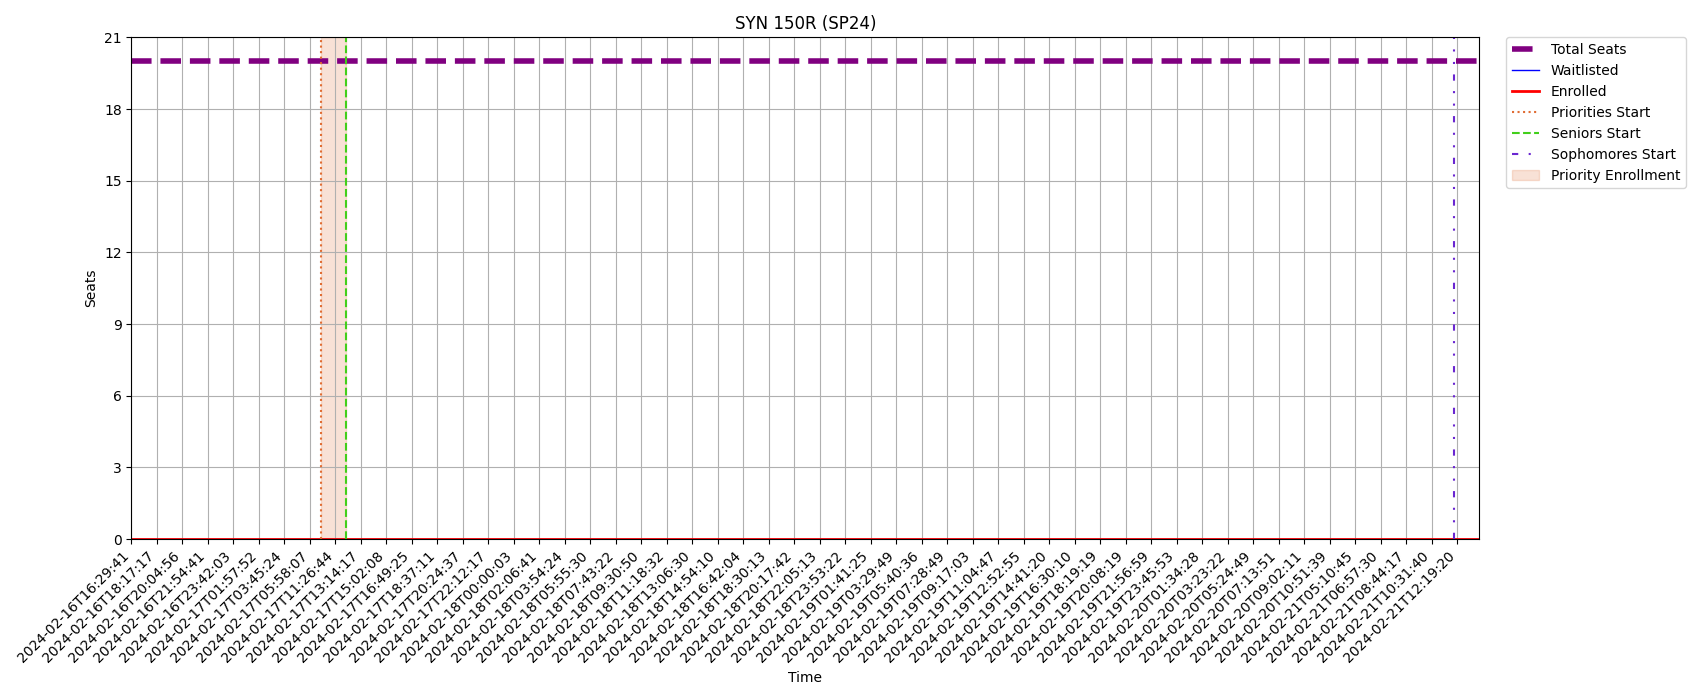 SYN 150R (SP24)
21
18
15
12
9
6
3
0
Seats
Total Seats
Waitlisted
Enrolled
Priorities Start
Seniors Start
Sophomores Start
Priority Enrollment
2024-02-16T16:29:41
2024-02-16T18:17:17
2024-02-16T20:04:56
2024-02-16T21:54:41
2024-02-16T23:42:03
2024-02-17T01:57:52
2024-02-17T03:45:24
2024-02-17T05:58:07
2024-02-17T11:26:44
2024-02-17T13:14:17
2024-02-17T15:02:08
2024-02-17T16:49:25
2024-02-17T18:37:11
2024-02-17T20:24:37
2024-02-17T22:12:17
2024-02-18T00:00:03
2024-02-18T02:06:41
2024-02-18T03:54:24
2024-02-18T05:55:30
2024-02-18T07:43:22
2024-02-18T09:30:50
2024-02-18T11:18:32
2024-02-18T13:06:30
2024-02-18T14:54:10
2024-02-18T16:42:04
2024-02-18T18:30:13
2024-02-18T20:17:42
2024-02-18T22:05:13
2024-02-18T23:53:22
2024-02-19T01:41:25
2024-02-19T03:29:49
2024-02-19T05:40:36
2024-02-19T07:28:49
2024-02-19T09:17:03
2024-02-19T11:04:47
2024-02-19T12:52:55
2024-02-19T14:41:20
2024-02-19T16:30:10
2024-02-19T18:19:19
2024-02-19T20:08:19
2024-02-19T21:56:59
2024-02-19T23:45:53
2024-02-20T01:34:28
2024-02-20T03:23:22
2024-02-20T05:24:49
2024-02-20T07:13:51
2024-02-20T09:02:11
2024-02-20T10:51:39
2024-02-21T05:10:45
2024-02-21T06:57:30
2024-02-21T08:44:17
2024-02-21T10:31:40
2024-02-21T12:19:20
Time